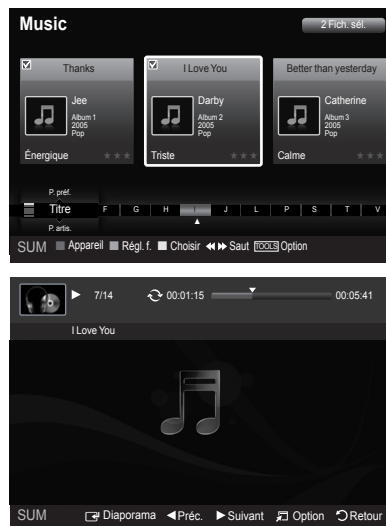 Music
2 Fich. sél.
Thanks
I Love You
Better than yesterday
Jee
Album 1
2005
Pop
Darby
Album 2
2005
Pop
Catherine
Album 3
2005
Pop
Énergique
Triste
Calme
P. préf.
Titre F G H I J L P S T V
P. artis.
SUM Appareil Régl. f. Choisir Saut TOOLS Option
7/14 00:01:15 00:05:41
I Love You
SUM Diaporama Préc. Suivant Option Retour